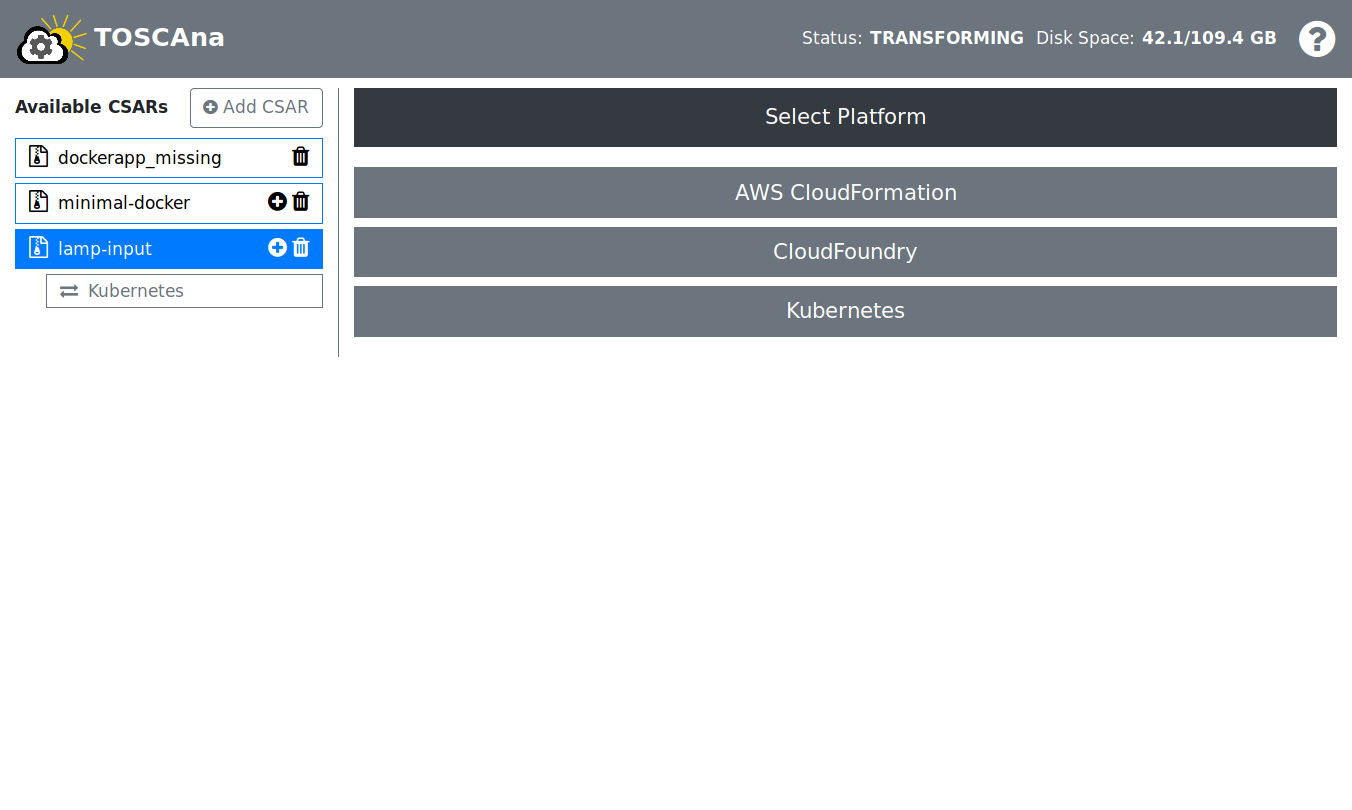 TOSCAna
Status: TRANSFORMING Disk Space: 42.1/109.4 GB
Available CSARs
Add CSAR
dockerapp_missing
minimal-docker
lamp-input
Kubernetes
Select Platform
AWS CloudFormation
CloudFoundry
Kubernetes